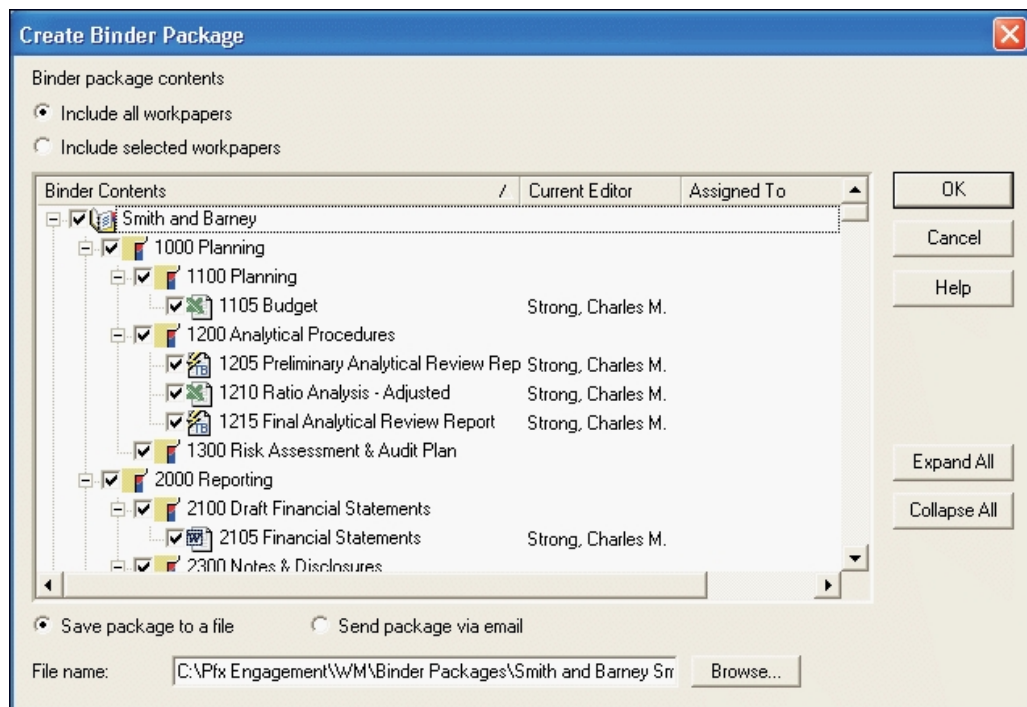 Create Binder Package
Binder package contents
Include all workpapers
Include selected workpapers
Binder Contents / Current Editor Assigned To
Smith and Barney
1000 Planning
1100 Planning
1105 Budget Strong, Charles M.
1200 Analytical Procedures
1205 Preliminary Analytical Review Rep Strong, Charles M.
1210 Ratio Analysis - Adjusted Strong, Charles M.
1215 Final Analytical Review Report Strong, Charles M.
1300 Risk Assessment & Audit Plan
2000 Reporting
2100 Draft Financial Statements
2105 Financial Statements Strong, Charles M.
2300 Notes & Disclosures
OK
Cancel
Help
Expand All
Collapse All
Save package to a file Send package via email
File name: C:\Pfx Engagement\WM\Binder Packages\Smith and Barney Sm Browse...